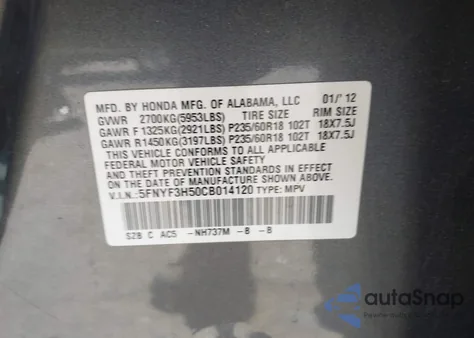 MFD. BY HONDA MFG. OF ALABAMA, LLC 01/'12
GVWR 2700KG(5953LBS) TIRE SIZE RIM SIZE
GAWR F 1325KG(2921LBS) P235/60R18 102T 18X7.5J
GAWR R1450KG(3197LBS) P235/60R18 102T 18X7.5J
THIS VEHICLE CONFORMS TO ALL APPLICABLE
FEDERAL MOTOR VEHICLE SAFETY, BUMPER,
AND THEFT PREVENTION STANDARDS IN EFFECT
ON THE DATE OF MANUFACTURE SHOWN ABOVE.
V.I.N.:5FNYF3H50CB014120 TYPE: MPV
SZB C AC5 -NH737M -B -B
autoSnap